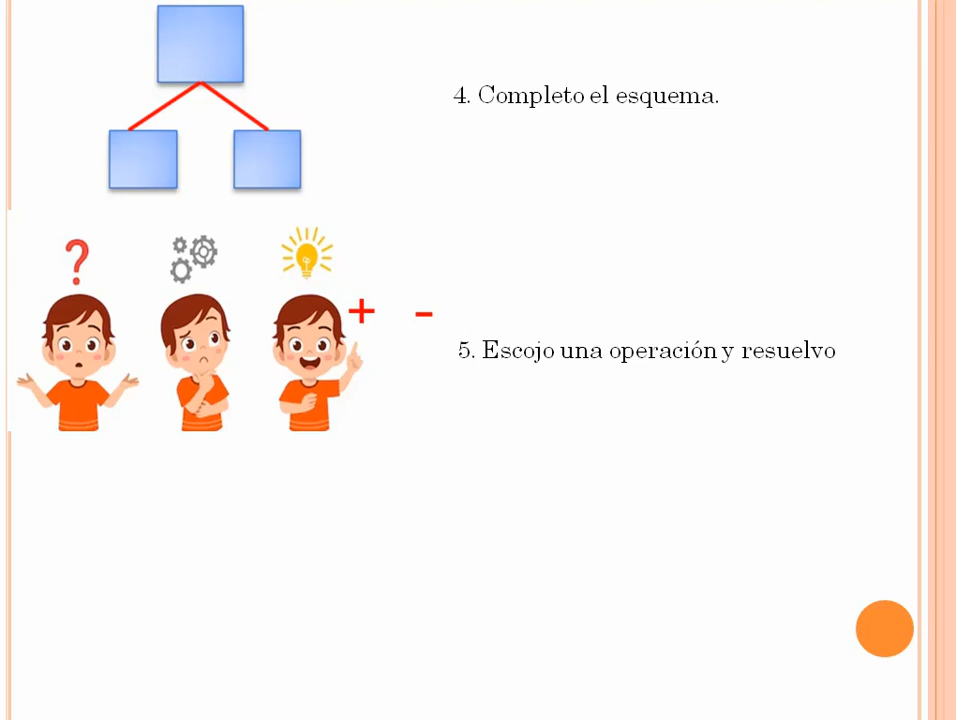 4. Completo el esquema.
?
+ -
5. Escojo una operación y resuelvo